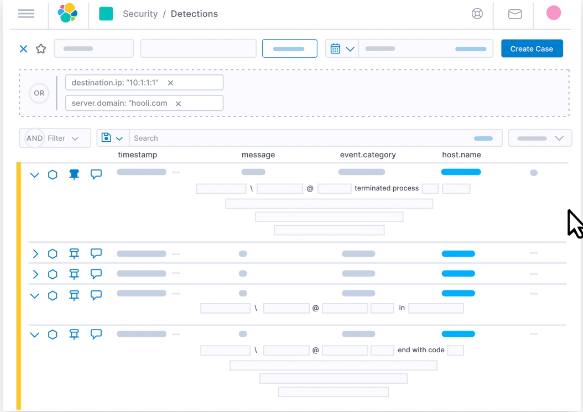 Security / Detections
Create Case
OR
destination.ip: "10:1:1:1" ×
server.domain: "hooli.com ×
AND Filter
Search
timestamp message event.category host.name
\ @ terminated process
\ @ in
\ @ end with code